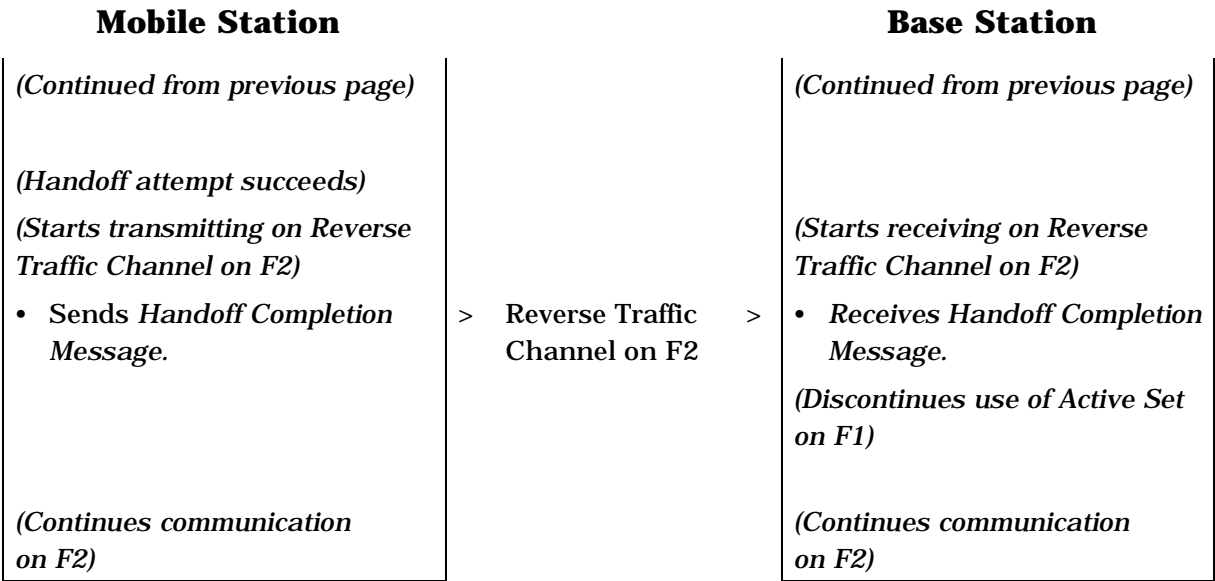 Mobile Station
Base Station
(Continued from previous page)
(Continued from previous page)
(Handoff attempt succeeds)
(Starts transmitting on Reverse
Traffic Channel on F2)
(Starts receiving on Reverse
Traffic Channel on F2)
• Sends Handoff Completion
Message.
> Reverse Traffic >
Channel on F2
• Receives Handoff Completion
Message.
(Discontinues use of Active Set
on F1)
(Continues communication
on F2)
(Continues communication
on F2)